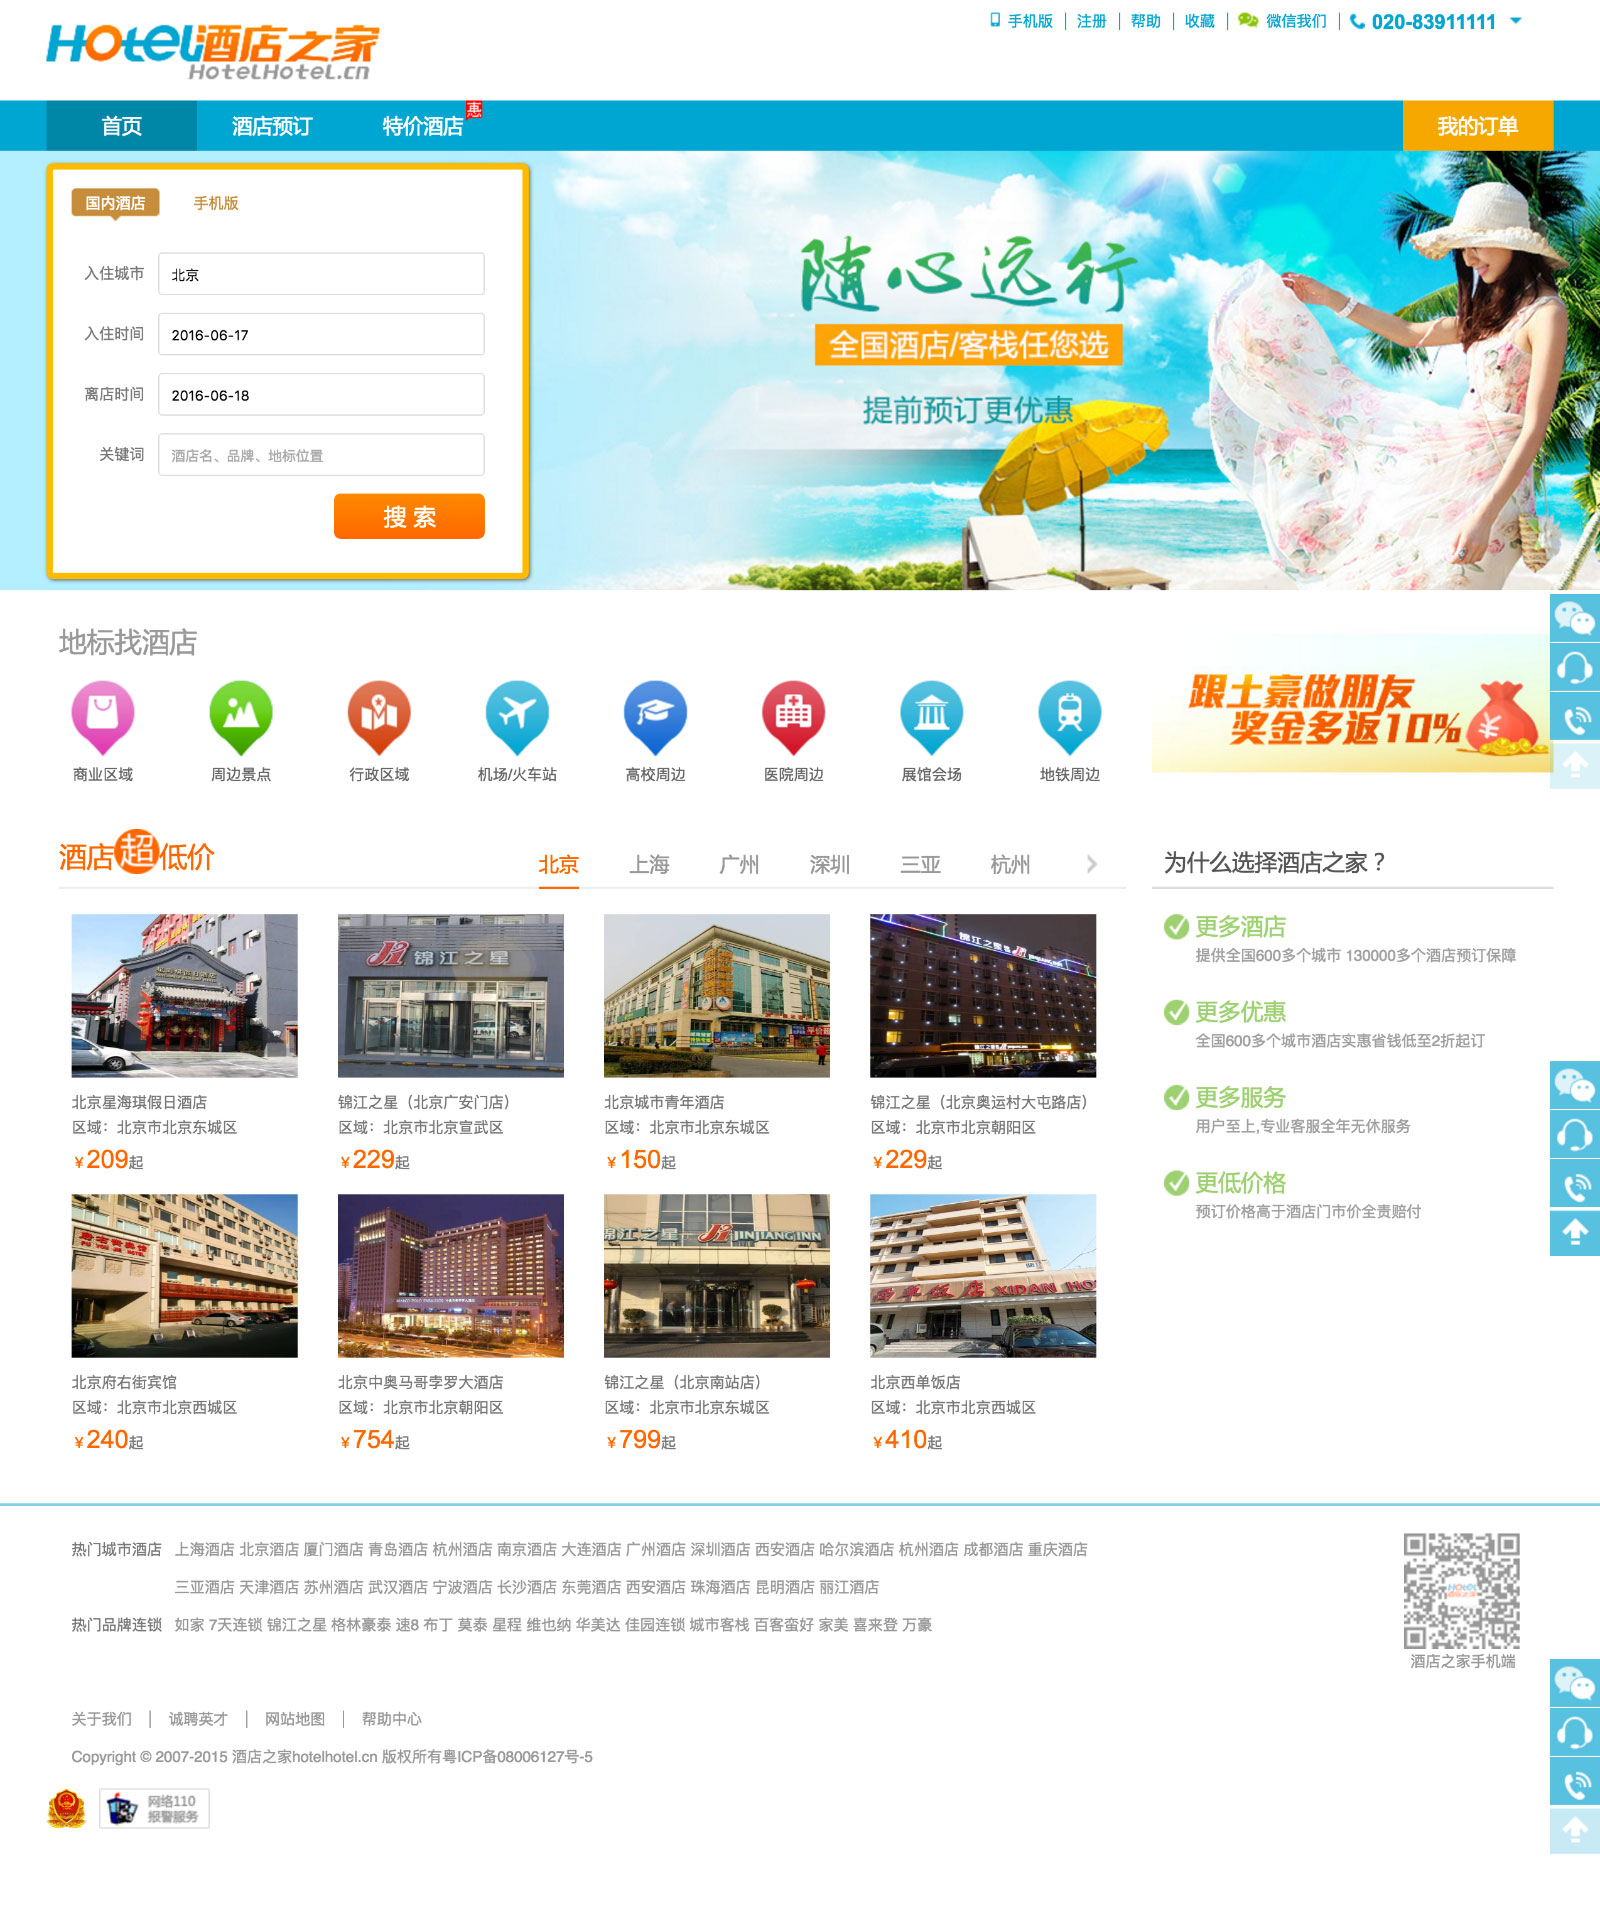 Hotel酒店之家
HotelHotel.cn
手机版 注册 帮助 收藏 微信我们 020-83911111
首页 酒店预订 特价酒店 惠 我的订单
国内酒店 手机版
入住城市 北京
入住时间 2016-06-17
离店时间 2016-06-18
关键词 酒店名、品牌、地标位置
搜 索
随心远行
全国酒店/客栈任您选
提前预订更优惠
地标找酒店
商业区域 周边景点 行政区域 机场/火车站 高校周边 医院周边 展馆会场 地铁周边
跟土豪做朋友
奖金多返10%
酒店超低价 北京 上海 广州 深圳 三亚 杭州
锦江之星
锦江之星
北京星海琪假日酒店 锦江之星（北京广安门店） 北京城市青年酒店 锦江之星（北京奥运村大屯路店）
区域：北京市北京东城区 区域：北京市北京宣武区 区域：北京市北京东城区 区域：北京市北京朝阳区
¥209起 ¥229起 ¥150起 ¥229起
府右街宾馆
FU YOU JIE HOTEL
锦江之星 JINJIANG INN
西单饭店 XIDAN HO
北京府右街宾馆 北京中奥马哥孛罗大酒店 锦江之星（北京南站店） 北京西单饭店
区域：北京市北京西城区 区域：北京市北京朝阳区 区域：北京市北京东城区 区域：北京市北京西城区
¥240起 ¥754起 ¥799起 ¥410起
为什么选择酒店之家？
更多酒店
提供全国600多个城市 130000多个酒店预订保障
更多优惠
全国600多个城市酒店实惠省钱低至2折起订
更多服务
用户至上,专业客服全年无休服务
更低价格
预订价格高于酒店门市价全责赔付
热门城市酒店 上海酒店 北京酒店 厦门酒店 青岛酒店 杭州酒店 南京酒店 大连酒店 广州酒店 深圳酒店 西安酒店 哈尔滨酒店 杭州酒店 成都酒店 重庆酒店
三亚酒店 天津酒店 苏州酒店 武汉酒店 宁波酒店 长沙酒店 东莞酒店 西安酒店 珠海酒店 昆明酒店 丽江酒店
热门品牌连锁 如家 7天连锁 锦江之星 格林豪泰 速8 布丁 莫泰 星程 维也纳 华美达 佳园连锁 城市客栈 百客蛮好 家美 喜来登 万豪
酒店之家手机端
关于我们 诚聘英才 网站地图 帮助中心
Copyright © 2007-2015 酒店之家hotelhotel.cn 版权所有粤ICP备08006127号-5
网络110
报警服务